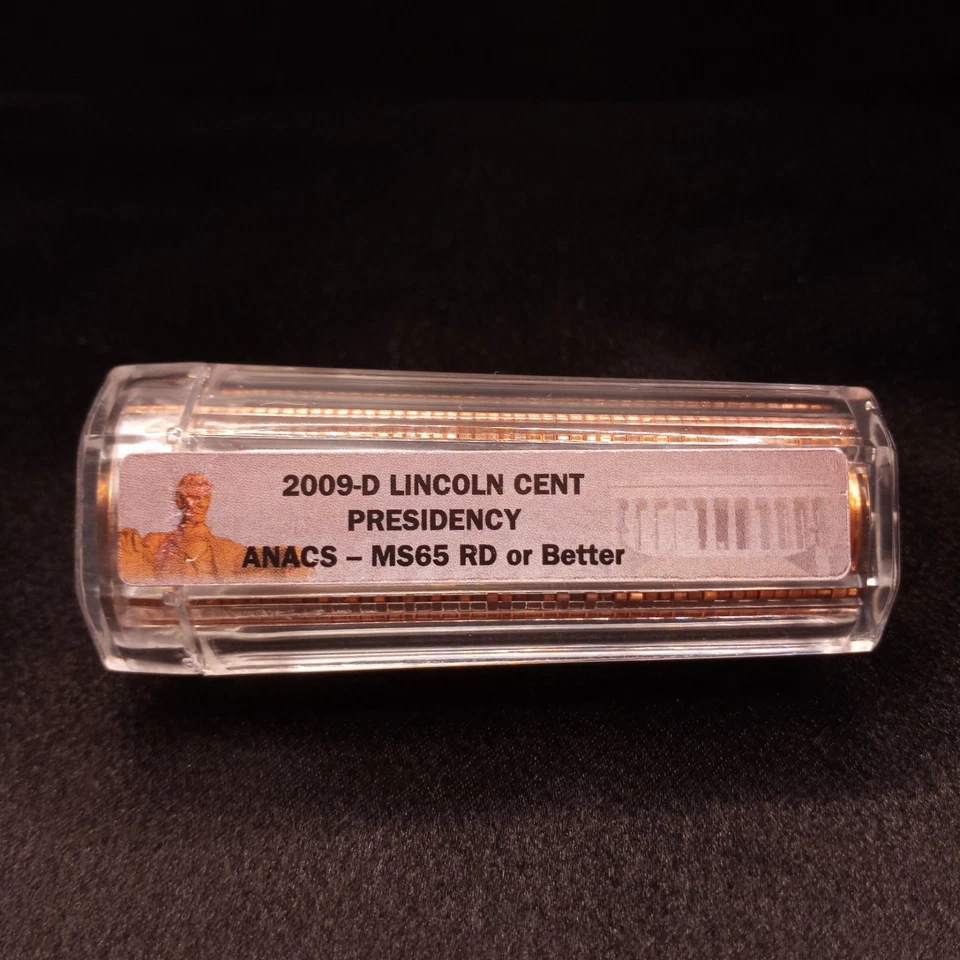 2009-D LINCOLN CENT
PRESIDENCY
ANACS – MS65 RD or Better